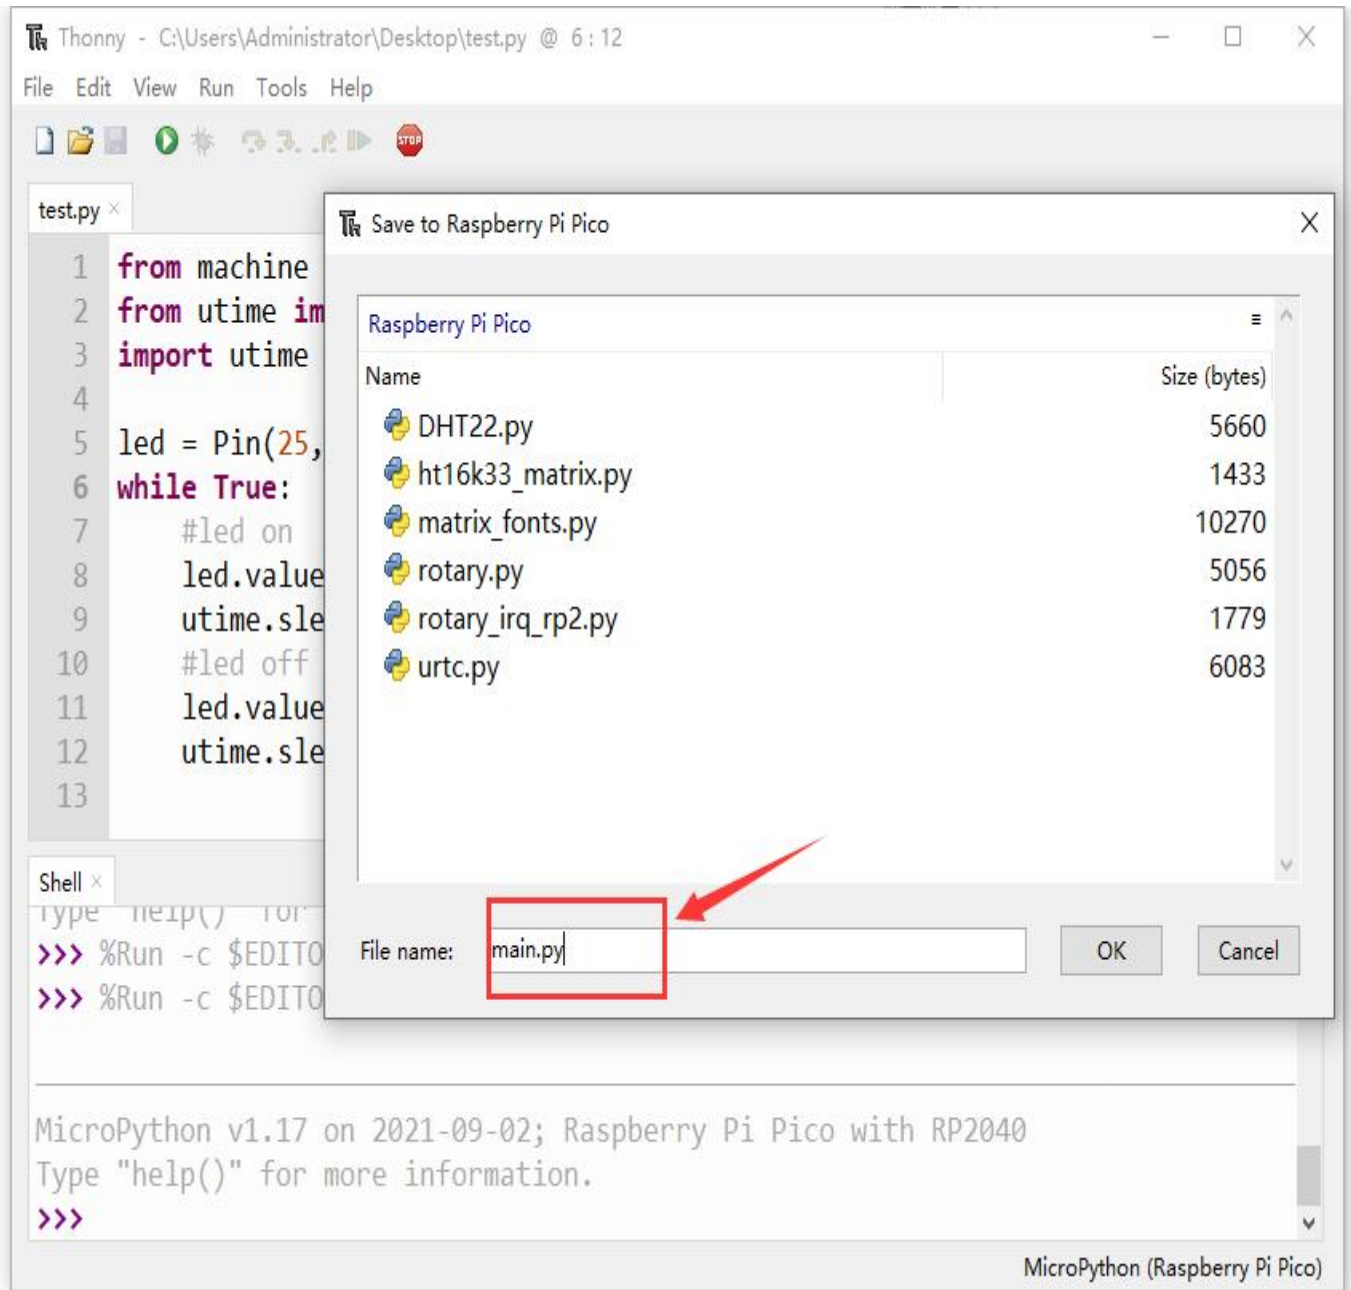 Thonny - C:\Users\Administrator\Desktop\test.py @ 6:12
File Edit View Run Tools Help
STOP
test.py
1 from machine
2 from utime im
3 import utime
4
5 led = Pin(25,
6 while True:
7 #led on
8 led.value
9 utime.sle
10 #led off
11 led.value
12 utime.sle
13
Save to Raspberry Pi Pico
Raspberry Pi Pico
Name Size (bytes)
DHT22.py 5660
ht16k33_matrix.py 1433
matrix_fonts.py 10270
rotary.py 5056
rotary_irq_rp2.py 1779
urtc.py 6083
File name: main.py OK Cancel
Shell
Type "help()" for
>>> %Run -c $EDITO
>>> %Run -c $EDITO
MicroPython v1.17 on 2021-09-02; Raspberry Pi Pico with RP2040
Type "help()" for more information.
>>>
MicroPython (Raspberry Pi Pico)